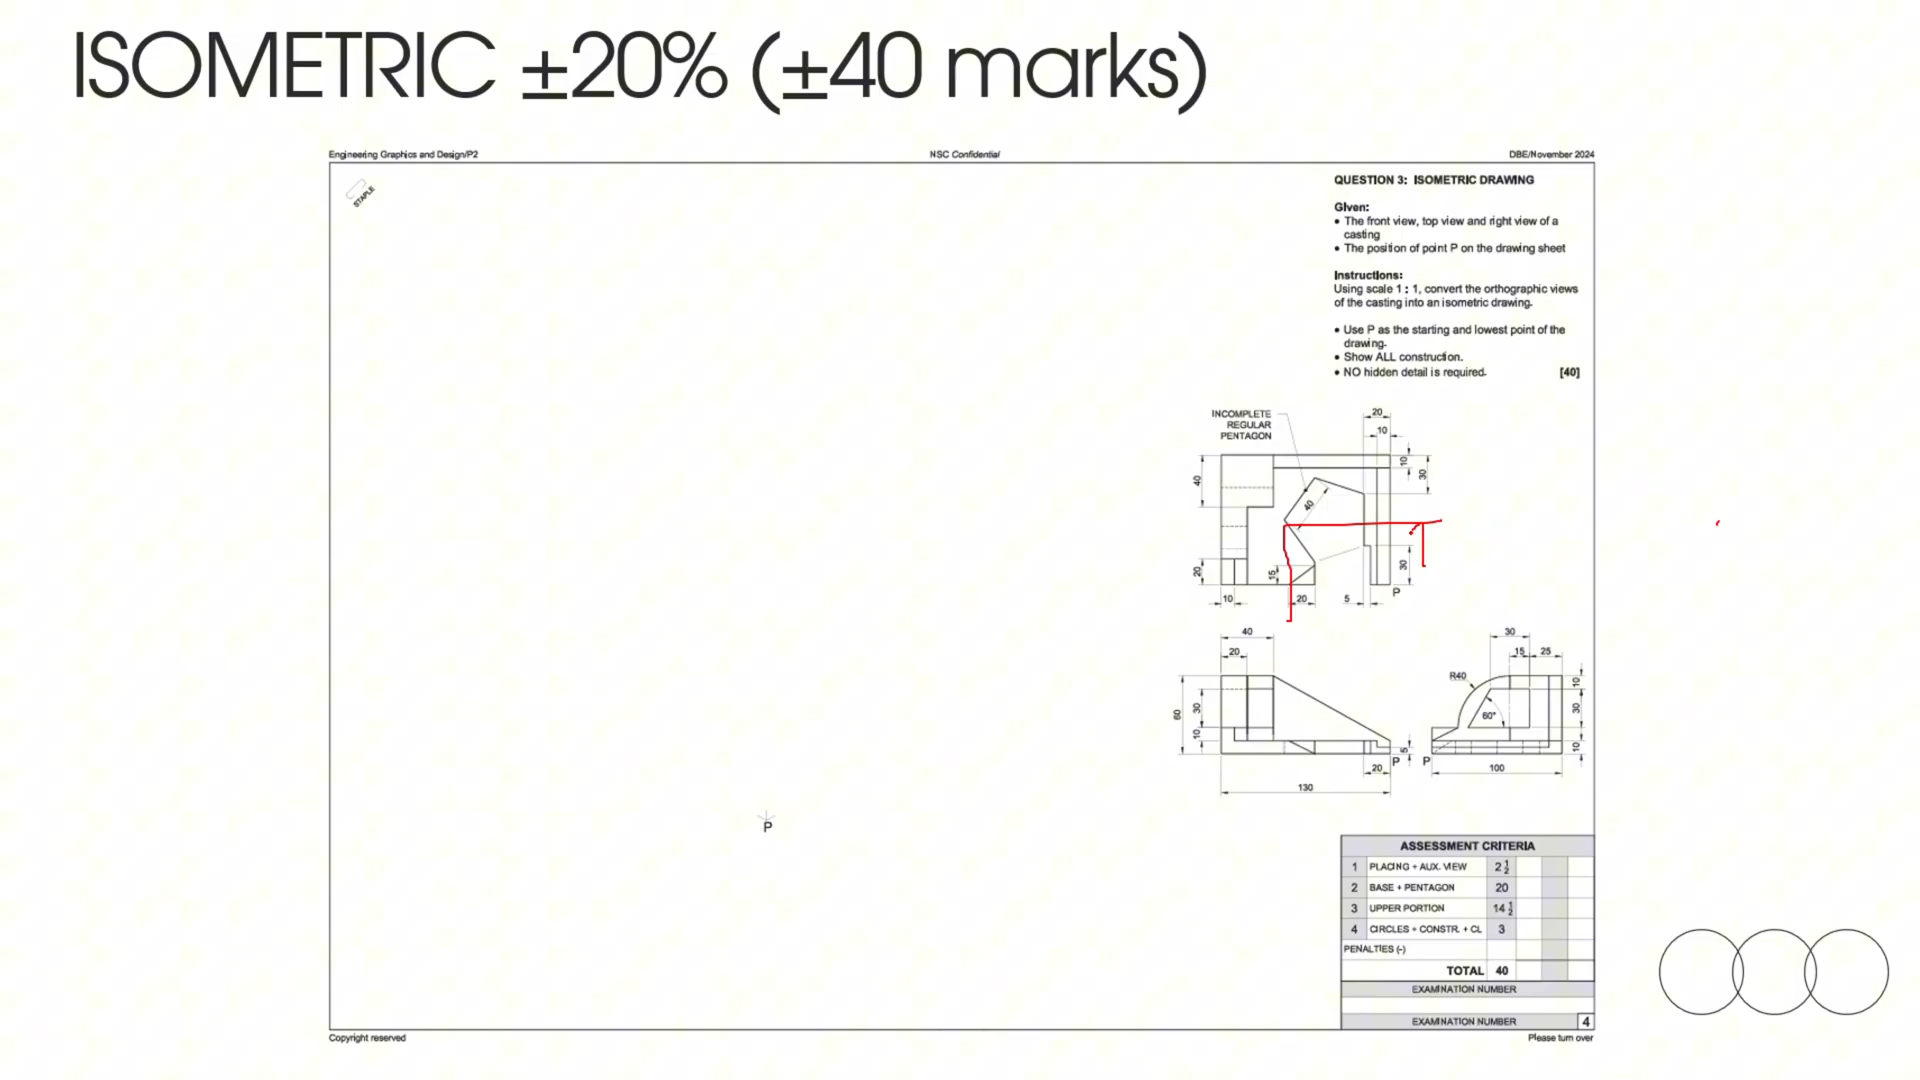 ISOMETRIC ±20% (±40 marks)
Engineering Graphics and Design/P2
NSC Confidential
DBE/November 2024
STAPLE
QUESTION 3: ISOMETRIC DRAWING
Given:
• The front view, top view and right view of a
casting
• The position of point P on the drawing sheet
Instructions:
Using scale 1 : 1, convert the orthographic views
of the casting into an isometric drawing.
• Use P as the starting and lowest point of the
drawing.
• Show ALL construction.
• NO hidden detail is required. [40]
INCOMPLETE
REGULAR
PENTAGON
20
10
10
30
40
40
20
15
30
10
20
5
P
40
20
60
30
10
5
20
P
130
30
15
25
R40
60°
10
30
10
P
100
P
ASSESSMENT CRITERIA
1 PLACING + AUX. VIEW 2 1/2
2 BASE + PENTAGON 20
3 UPPER PORTION 14 1/2
4 CIRCLES + CONSTR. + CL 3
PENALTIES (-)
TOTAL 40
EXAMINATION NUMBER
EXAMINATION NUMBER 4
Copyright reserved
Please turn over